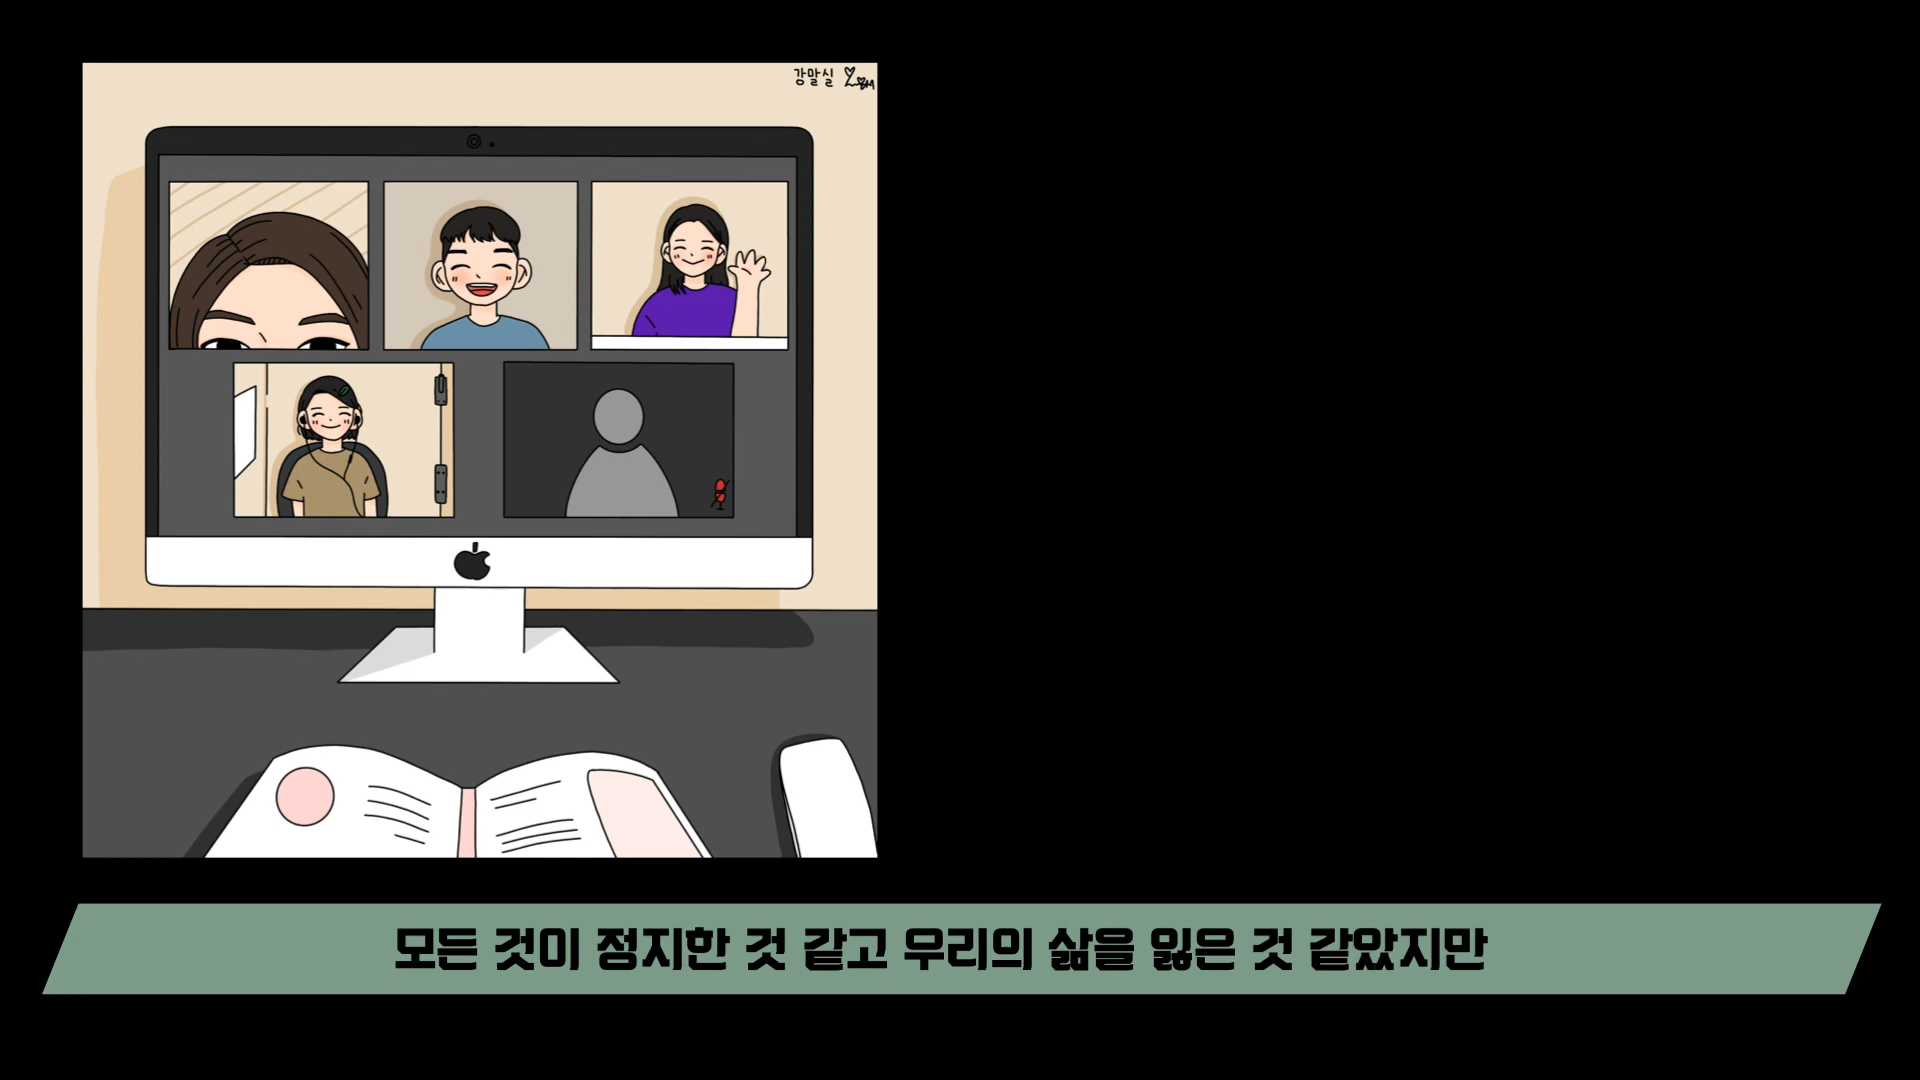 감말실
모든 것이 정지한 것 같고 우리의 삶을 잃은 것 같았지만